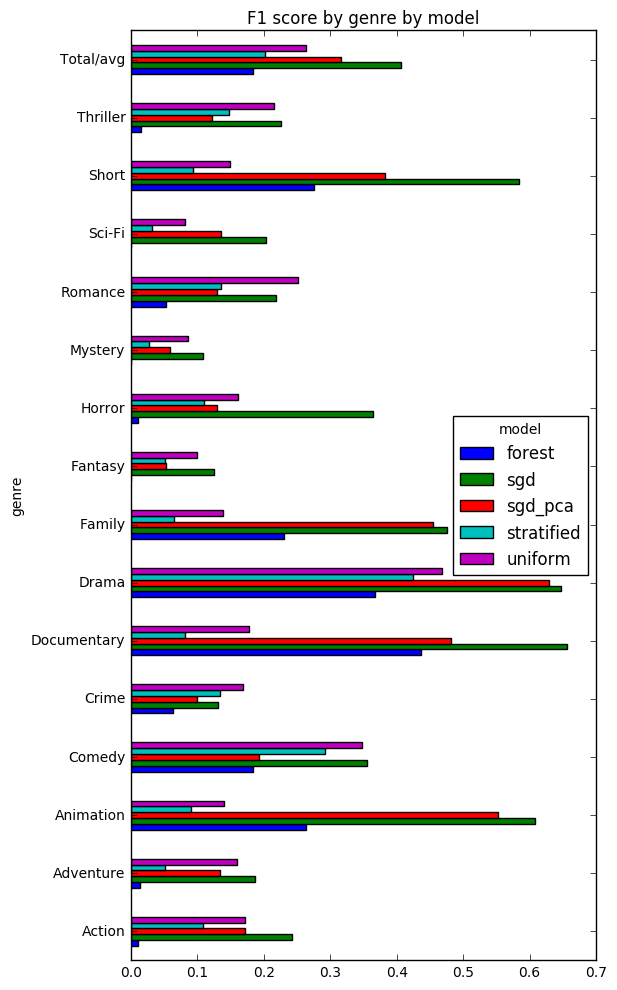 F1 score by genre by model
Total/avg
Thriller
Short
Sci-Fi
Romance
Mystery
Horror
Fantasy
Family
Drama
Documentary
Crime
Comedy
Animation
Adventure
Action
genre
model
forest
sgd
sgd_pca
stratified
uniform
0.0 0.1 0.2 0.3 0.4 0.5 0.6 0.7